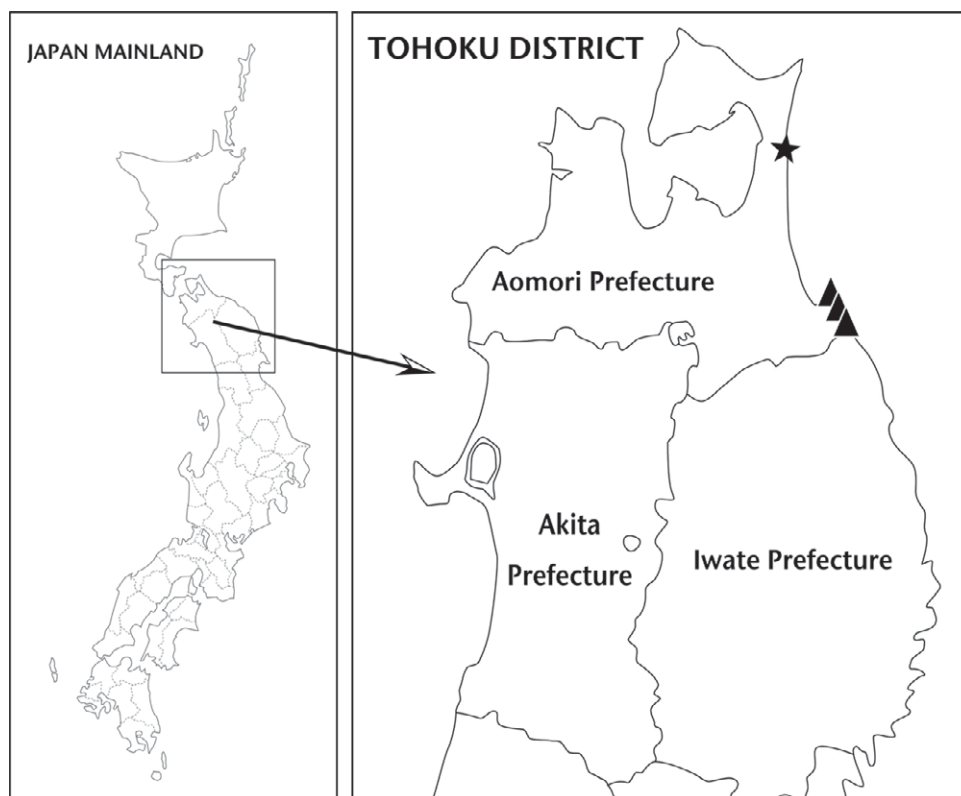 JAPAN MAINLAND
TOHOKU DISTRICT
Aomori Prefecture
Akita
Prefecture
Iwate Prefecture